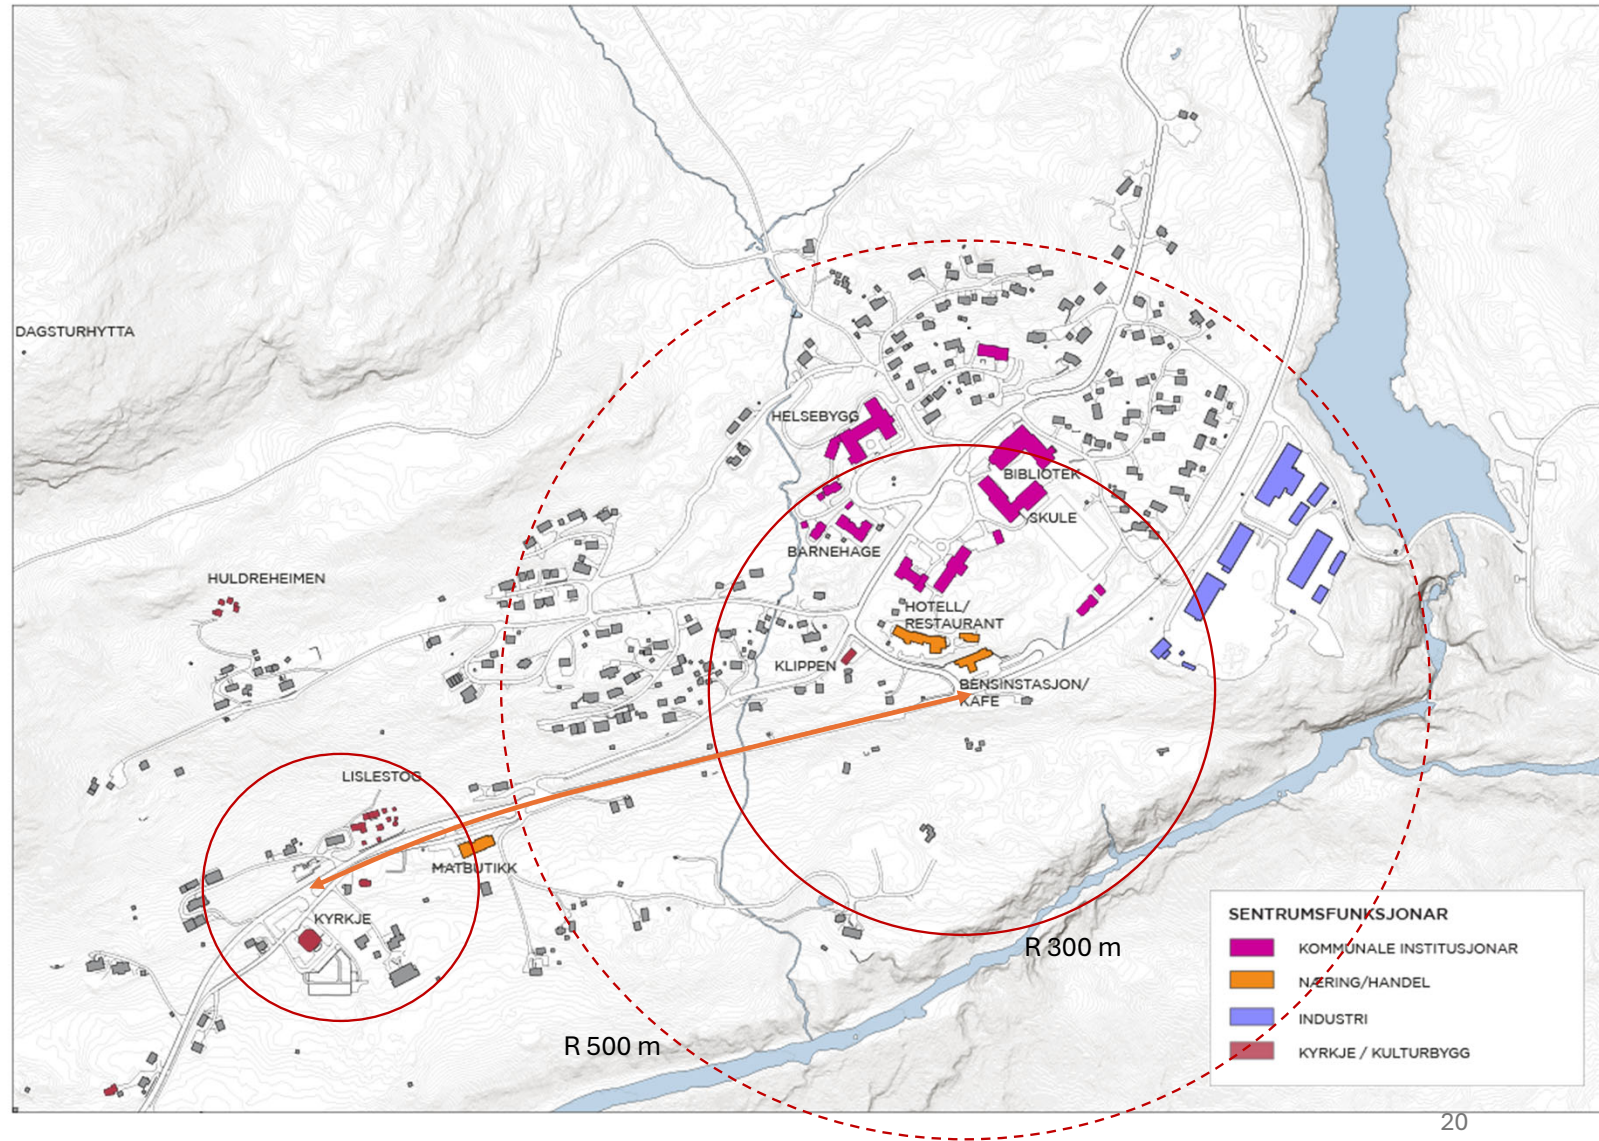 DAGSTURHYTTA
HELSEBYGG
BIBLIOTEK
SKULE
BARNEHAGE
HULDREHEIMEN
HOTELL/
RESTAURANT
KLIPPEN
BENSINSTASJON/
KAFE
LISLESTOG
MATBUTIKK
KYRKJE
R 300 m
R 500 m
SENTRUMSFUNKSJONAR
KOMMUNALE INSTITUSJONAR
NÆRING/HANDEL
INDUSTRI
KYRKJE / KULTURBYGG
20